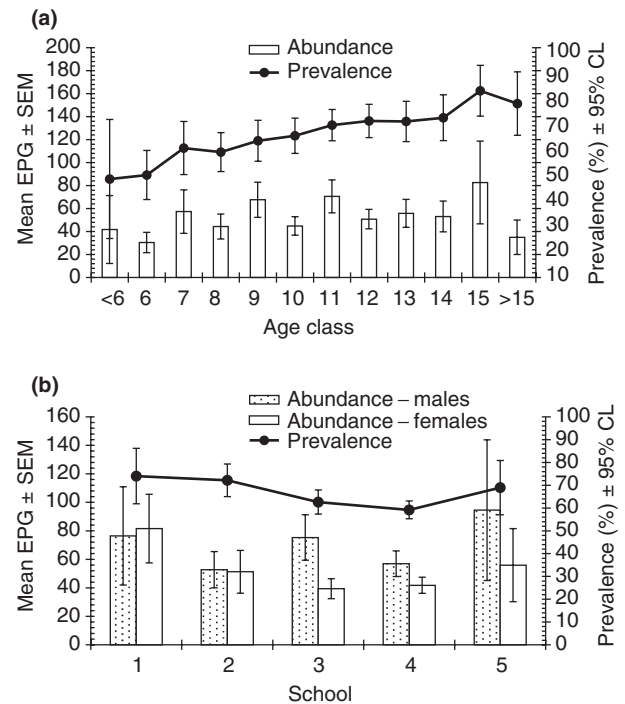 (a)
Abundance
Prevalence
Mean EPG ± SEM
200
180
160
140
120
100
80
60
40
20
0
Prevalence (%) ± 95% CL
100
90
80
70
60
50
40
30
20
10
<6 6 7 8 9 10 11 12 13 14 15 >15
Age class
(b)
Abundance – males
Abundance – females
Prevalence
Mean EPG ± SEM
160
140
120
100
80
60
40
20
0
Prevalence (%) ± 95% CL
100
90
80
70
60
50
40
30
20
10
0
1 2 3 4 5
School